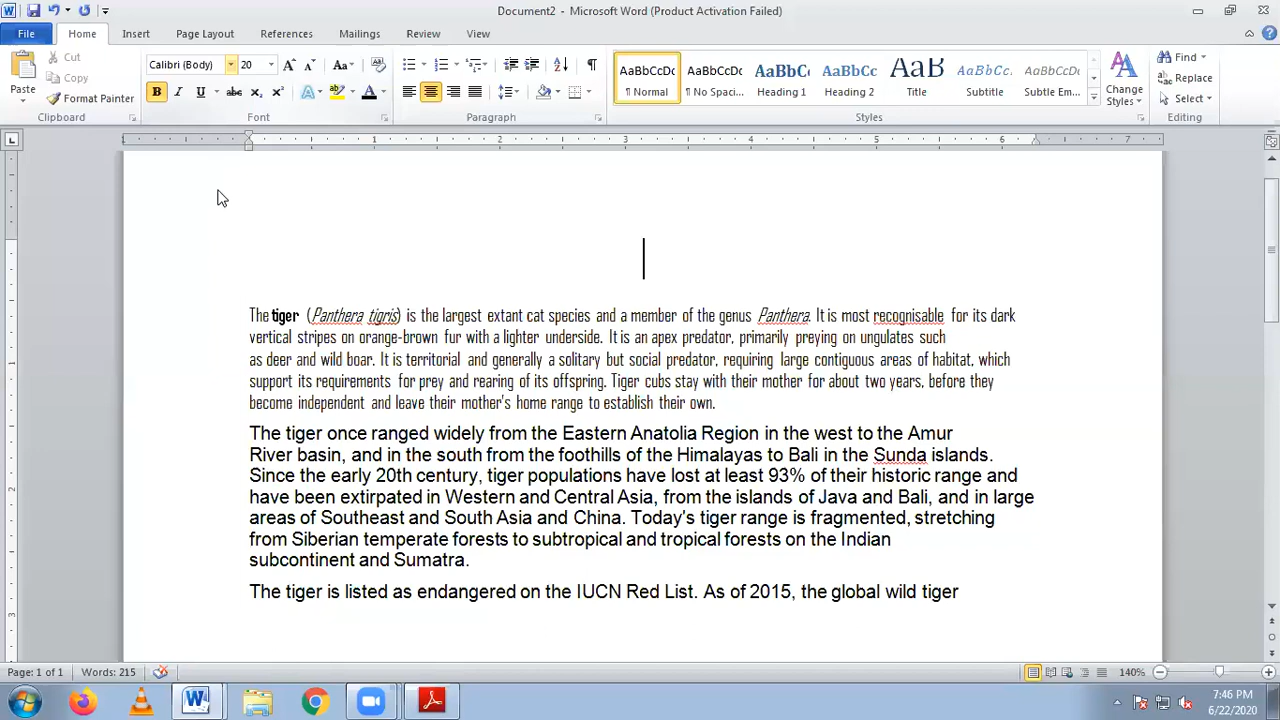 Document2 - Microsoft Word (Product Activation Failed)
File Home Insert Page Layout References Mailings Review View
Paste
Cut
Copy
Format Painter
Clipboard
Calibri (Body) 20
Font
Paragraph
AaBbCcDc AaBbCcDc AaBbC AaBbCc AaB AaBbCc. AaBbCcDc
¶ Normal ¶ No Spaci... Heading 1 Heading 2 Title Subtitle Subtle Em...
Change Styles
Styles
Find
Replace
Select
Editing
1 2 3 4 5 6 7
The tiger (Panthera tigris) is the largest extant cat species and a member of the genus Panthera. It is most recognisable for its dark
vertical stripes on orange-brown fur with a lighter underside. It is an apex predator, primarily preying on ungulates such
as deer and wild boar. It is territorial and generally a solitary but social predator, requiring large contiguous areas of habitat, which
support its requirements for prey and rearing of its offspring. Tiger cubs stay with their mother for about two years, before they
become independent and leave their mother's home range to establish their own.
The tiger once ranged widely from the Eastern Anatolia Region in the west to the Amur
River basin, and in the south from the foothills of the Himalayas to Bali in the Sunda islands.
Since the early 20th century, tiger populations have lost at least 93% of their historic range and
have been extirpated in Western and Central Asia, from the islands of Java and Bali, and in large
areas of Southeast and South Asia and China. Today's tiger range is fragmented, stretching
from Siberian temperate forests to subtropical and tropical forests on the Indian
subcontinent and Sumatra.
The tiger is listed as endangered on the IUCN Red List. As of 2015, the global wild tiger
Page: 1 of 1 Words: 215 140%
7:46 PM
6/22/2020